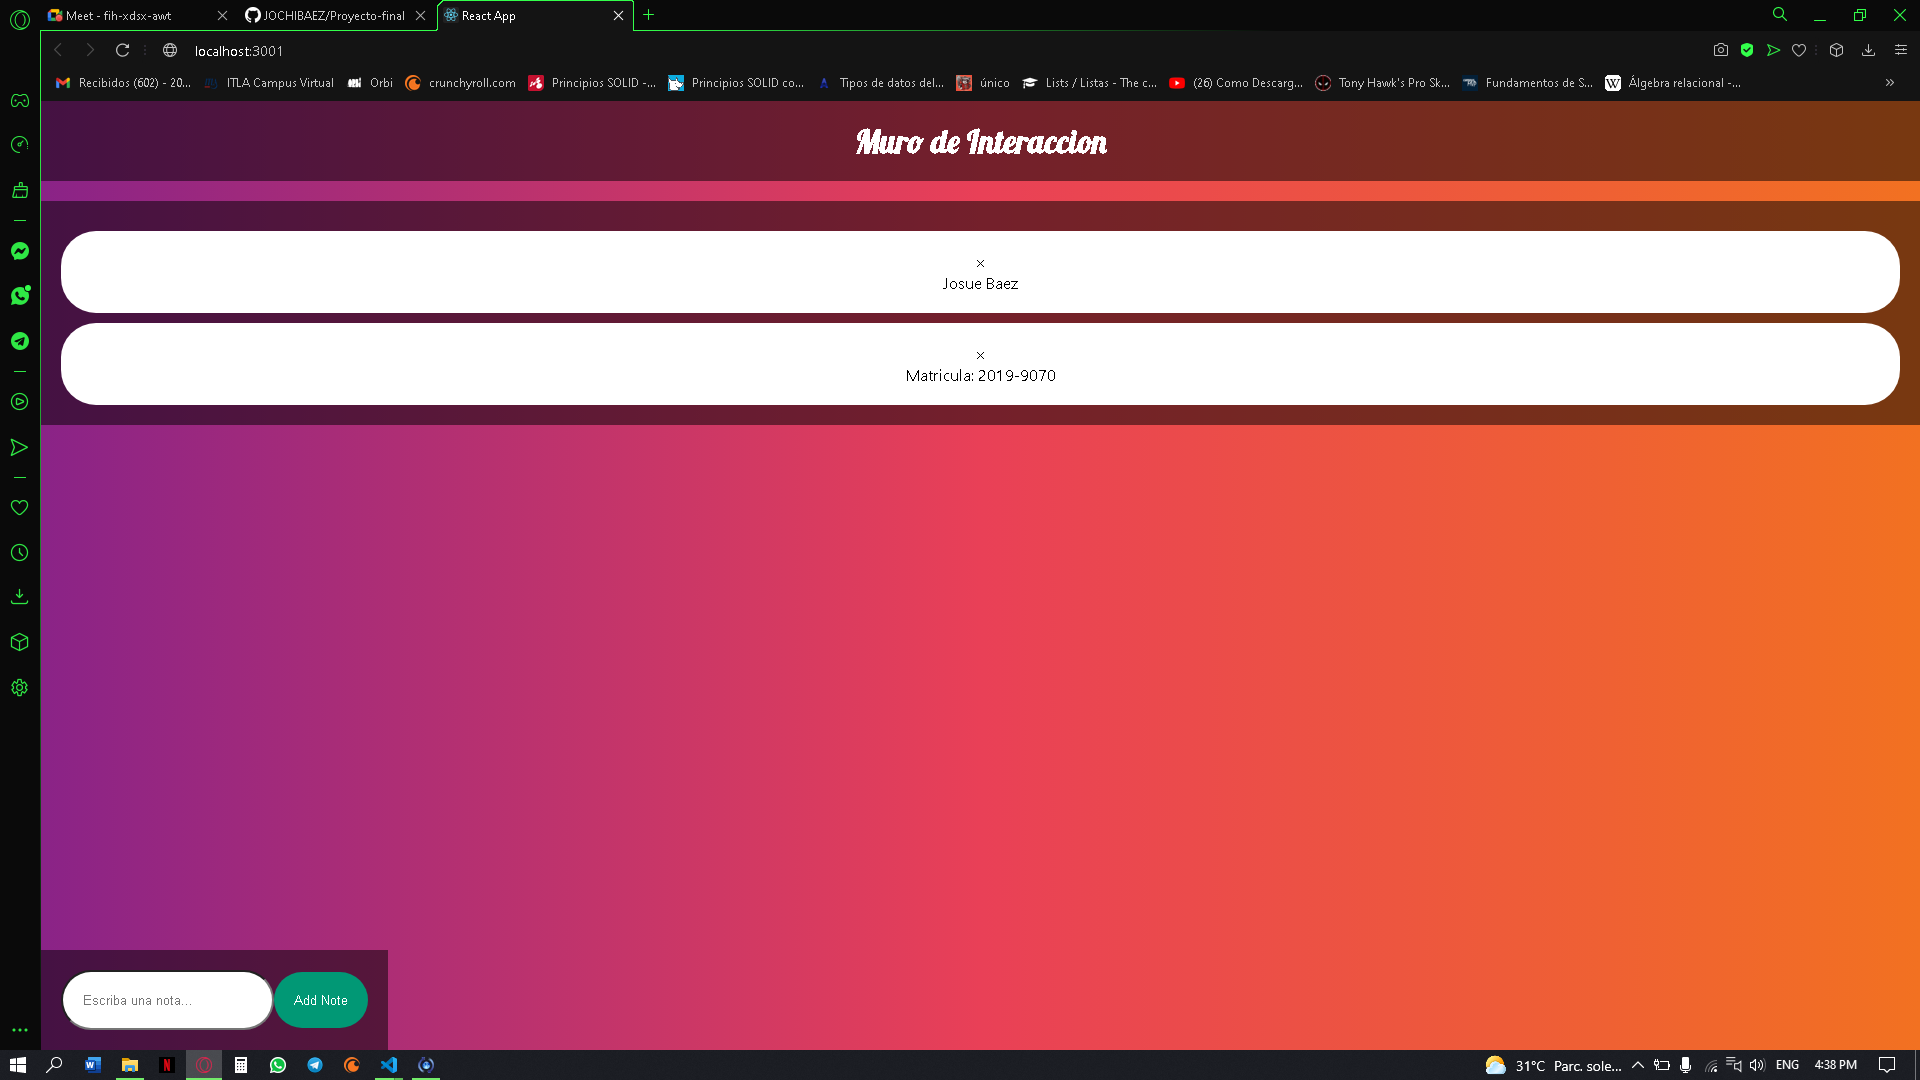 Meet - fih-xdsx-awt
JOCHIBAEZ/Proyecto-final
React App
localhost:3001
Recibidos (602) - 20...
ITLA Campus Virtual
Orbi
crunchyroll.com
Principios SOLID -...
Principios SOLID co...
Tipos de datos del...
único
Lists / Listas - The c...
(26) Como Descarg...
Tony Hawk's Pro Sk...
Fundamentos de S...
Álgebra relacional -...
Muro de Interaccion
Josue Baez
Matricula: 2019-9070
Escriba una nota...
Add Note
31°C Parc. sole...
ENG
4:38 PM